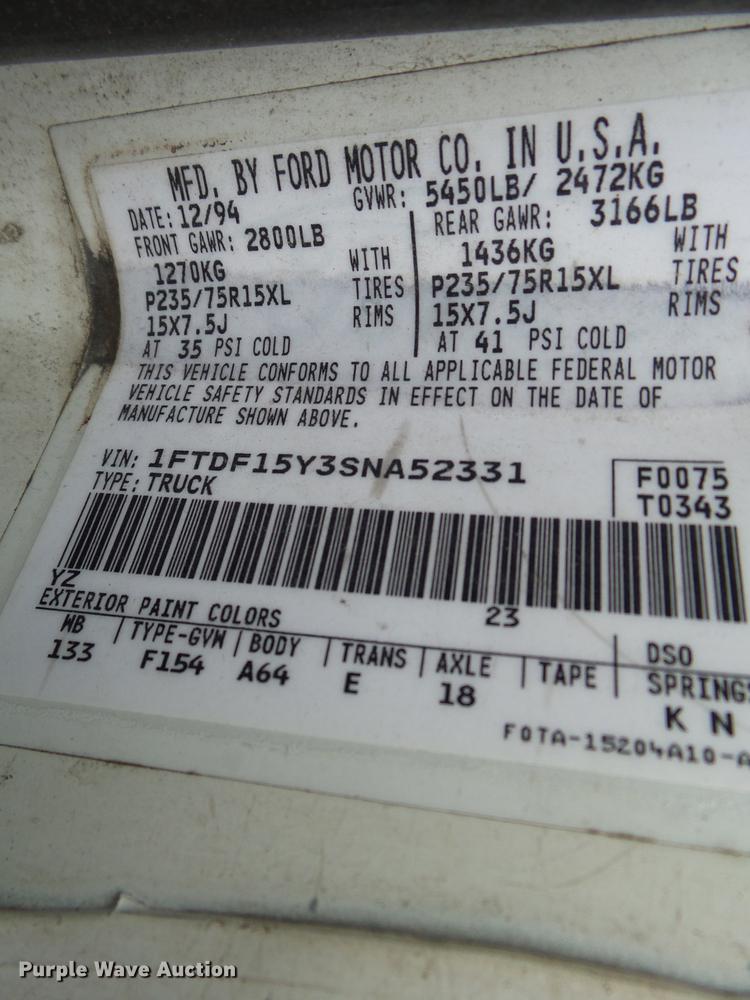 MFD. BY FORD MOTOR CO. IN U.S.A.
DATE: 12/94 GVWR: 5450LB/ 2472KG
FRONT GAWR: 2800LB REAR GAWR: 3166LB
1270KG WITH 1436KG WITH
P235/75R15XL TIRES P235/75R15XL TIRES
15X7.5J RIMS 15X7.5J RIMS
AT 35 PSI COLD AT 41 PSI COLD
THIS VEHICLE CONFORMS TO ALL APPLICABLE FEDERAL MOTOR
VEHICLE SAFETY STANDARDS IN EFFECT ON THE DATE OF
MANUFACTURE SHOWN ABOVE.
VIN: 1FTDF15Y3SNA52331 F0075
TYPE: TRUCK T0343
YZ
EXTERIOR PAINT COLORS 23 DSO
WB TYPE-GVW BODY TRANS AXLE TAPE SPRINGS
133 F154 A64 E 18 K N
F0TA-15204A10-A
Purple Wave Auction